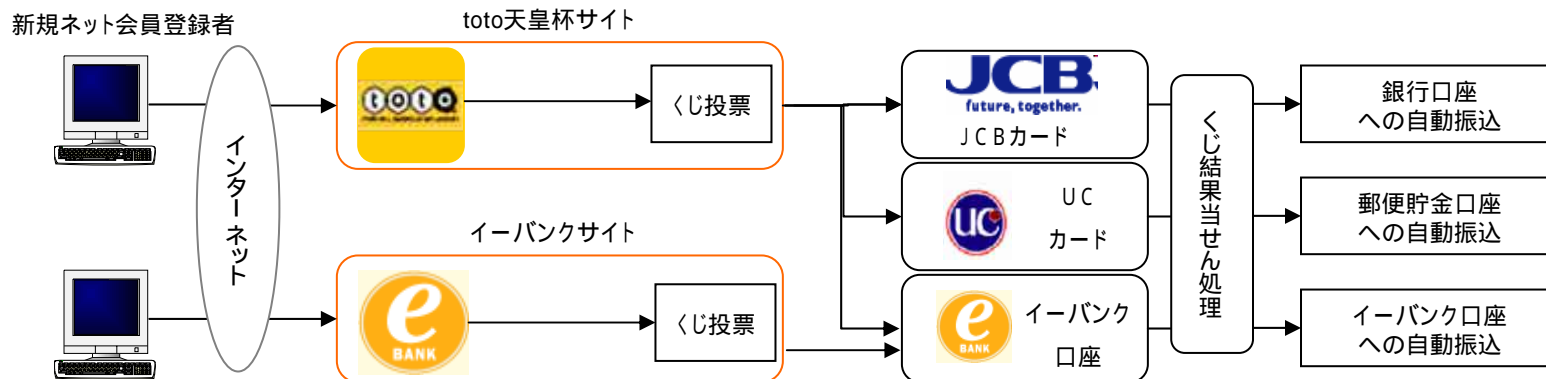 新規ネット会員登録者
toto天皇杯サイト
インターネット
toto
くじ投票
JCB
future, together.
JCBカード
UC
UC
カード
イーバンクサイト
e
BANK
くじ投票
e
BANK
イーバンク
口座
くじ結果当せん処理
銀行口座
への自動振込
郵便貯金口座
への自動振込
イーバンク口座
への自動振込